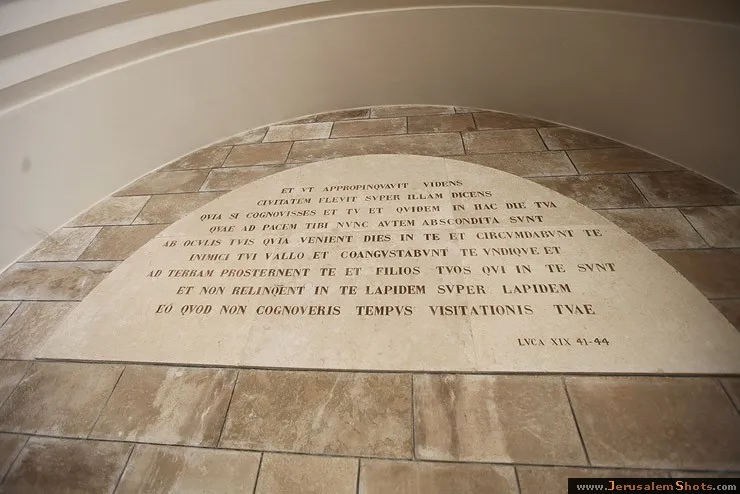 ET VT APPROPINQVAVIT VIDENS
CIVITATEM FLEVIT SVPER ILLAM DICENS
QVIA SI COGNOVISSES ET TV ET QVIDEM IN HAC DIE TVA
QVAE AD PACEM TIBI NVNC AVTEM ABSCONDITA SVNT
AB OCVLIS TVIS QVIA VENIENT DIES IN TE ET CIRCVMDABVNT TE
INIMICI TVI VALLO ET COANGVSTABVNT TE VNDIQVE ET
AD TERRAM PROSTERNENT TE ET FILIOS TVOS QVI IN TE SVNT
ET NON RELINQENT IN TE LAPIDEM SVPER LAPIDEM
EO QVOD NON COGNOVERIS TEMPVS VISITATIONIS TVAE
LVCA XIX 41-44
www.JerusalemShots.com